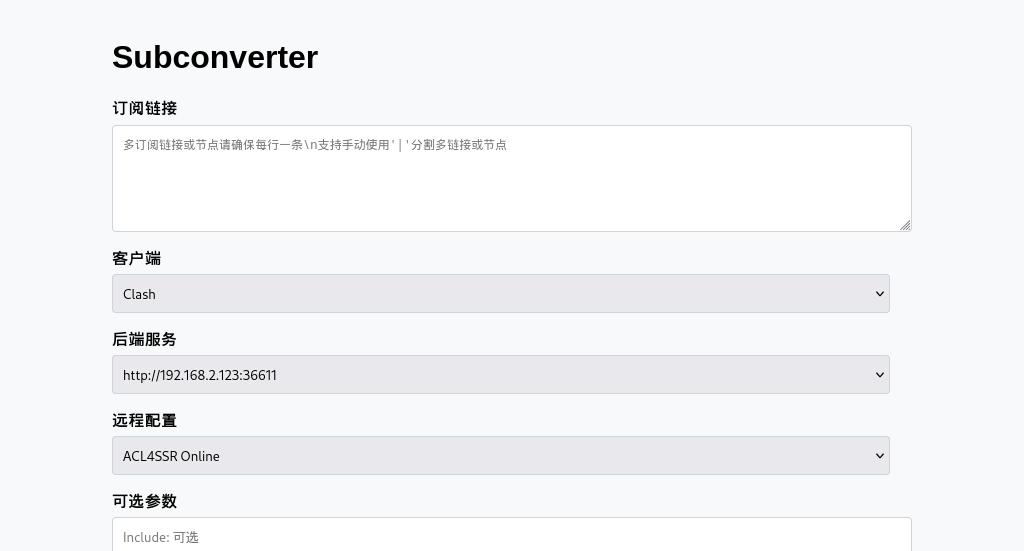 Subconverter
订阅链接
多订阅链接或节点请确保每行一条\n支持手动使用'|'分割多链接或节点
客户端
Clash
后端服务
http://192.168.2.123:36611
远程配置
ACL4SSR Online
可选参数
Include: 可选